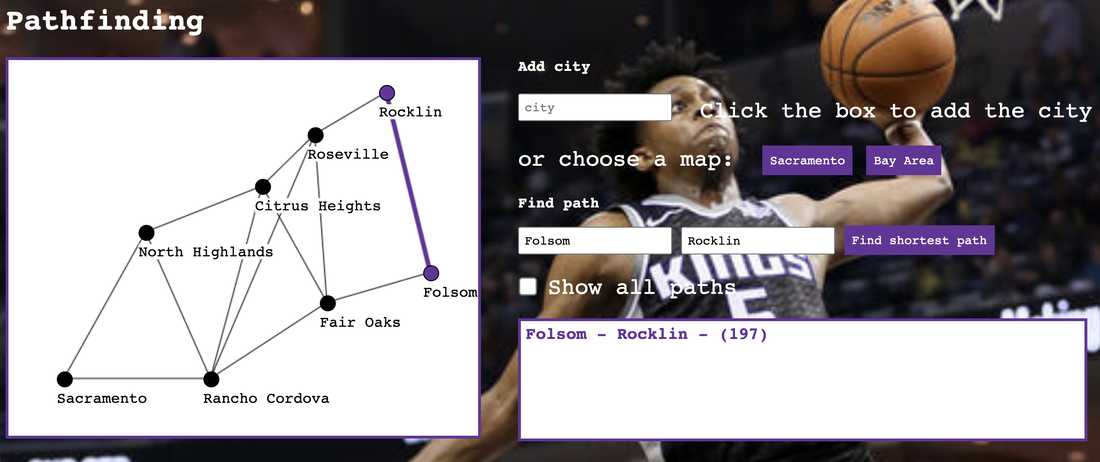 Pathfinding
Rocklin
Roseville
Citrus Heights
North Highlands
Folsom
Fair Oaks
Sacramento
Rancho Cordova
Add city
city
Click the box to add the city
or choose a map:
Sacramento
Bay Area
Find path
Folsom
Rocklin
Find shortest path
Show all paths
Folsom - Rocklin - (197)
KINGS
5